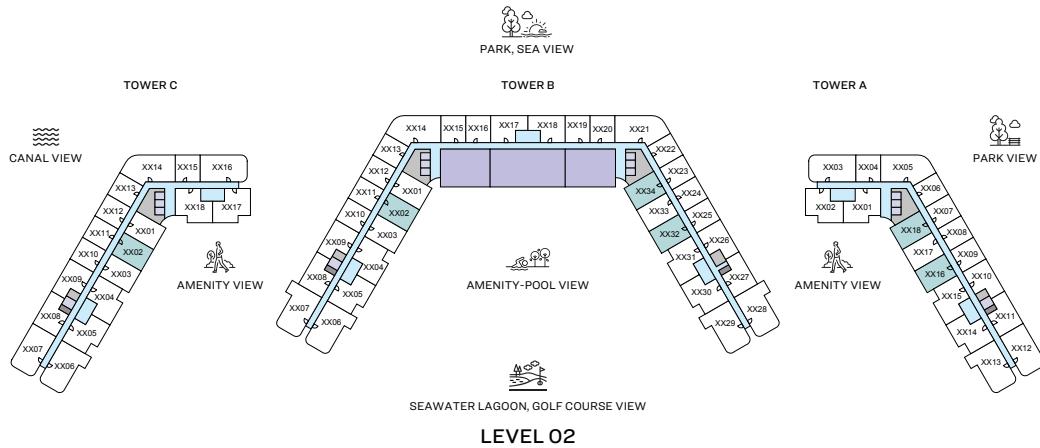 PARK, SEA VIEW
TOWER C
TOWER B
TOWER A
CANAL VIEW
PARK VIEW
XX14
XX15
XX16
XX13
XX12
XX11
XX10
XX09
XX08
XX07
XX18
XX17
XX01
XX02
XX03
XX04
XX05
XX06
XX14
XX15
XX16
XX17
XX18
XX19
XX20
XX21
XX13
XX12
XX11
XX10
XX09
XX08
XX07
XX01
XX02
XX03
XX04
XX05
XX06
XX22
XX23
XX24
XX25
XX26
XX27
XX28
XX34
XX33
XX32
XX31
XX30
XX29
XX03
XX04
XX05
XX02
XX01
XX06
XX07
XX08
XX09
XX10
XX11
XX12
XX18
XX17
XX16
XX15
XX14
XX13
AMENITY VIEW
AMENITY-POOL VIEW
AMENITY VIEW
SEAWATER LAGOON, GOLF COURSE VIEW
LEVEL 02